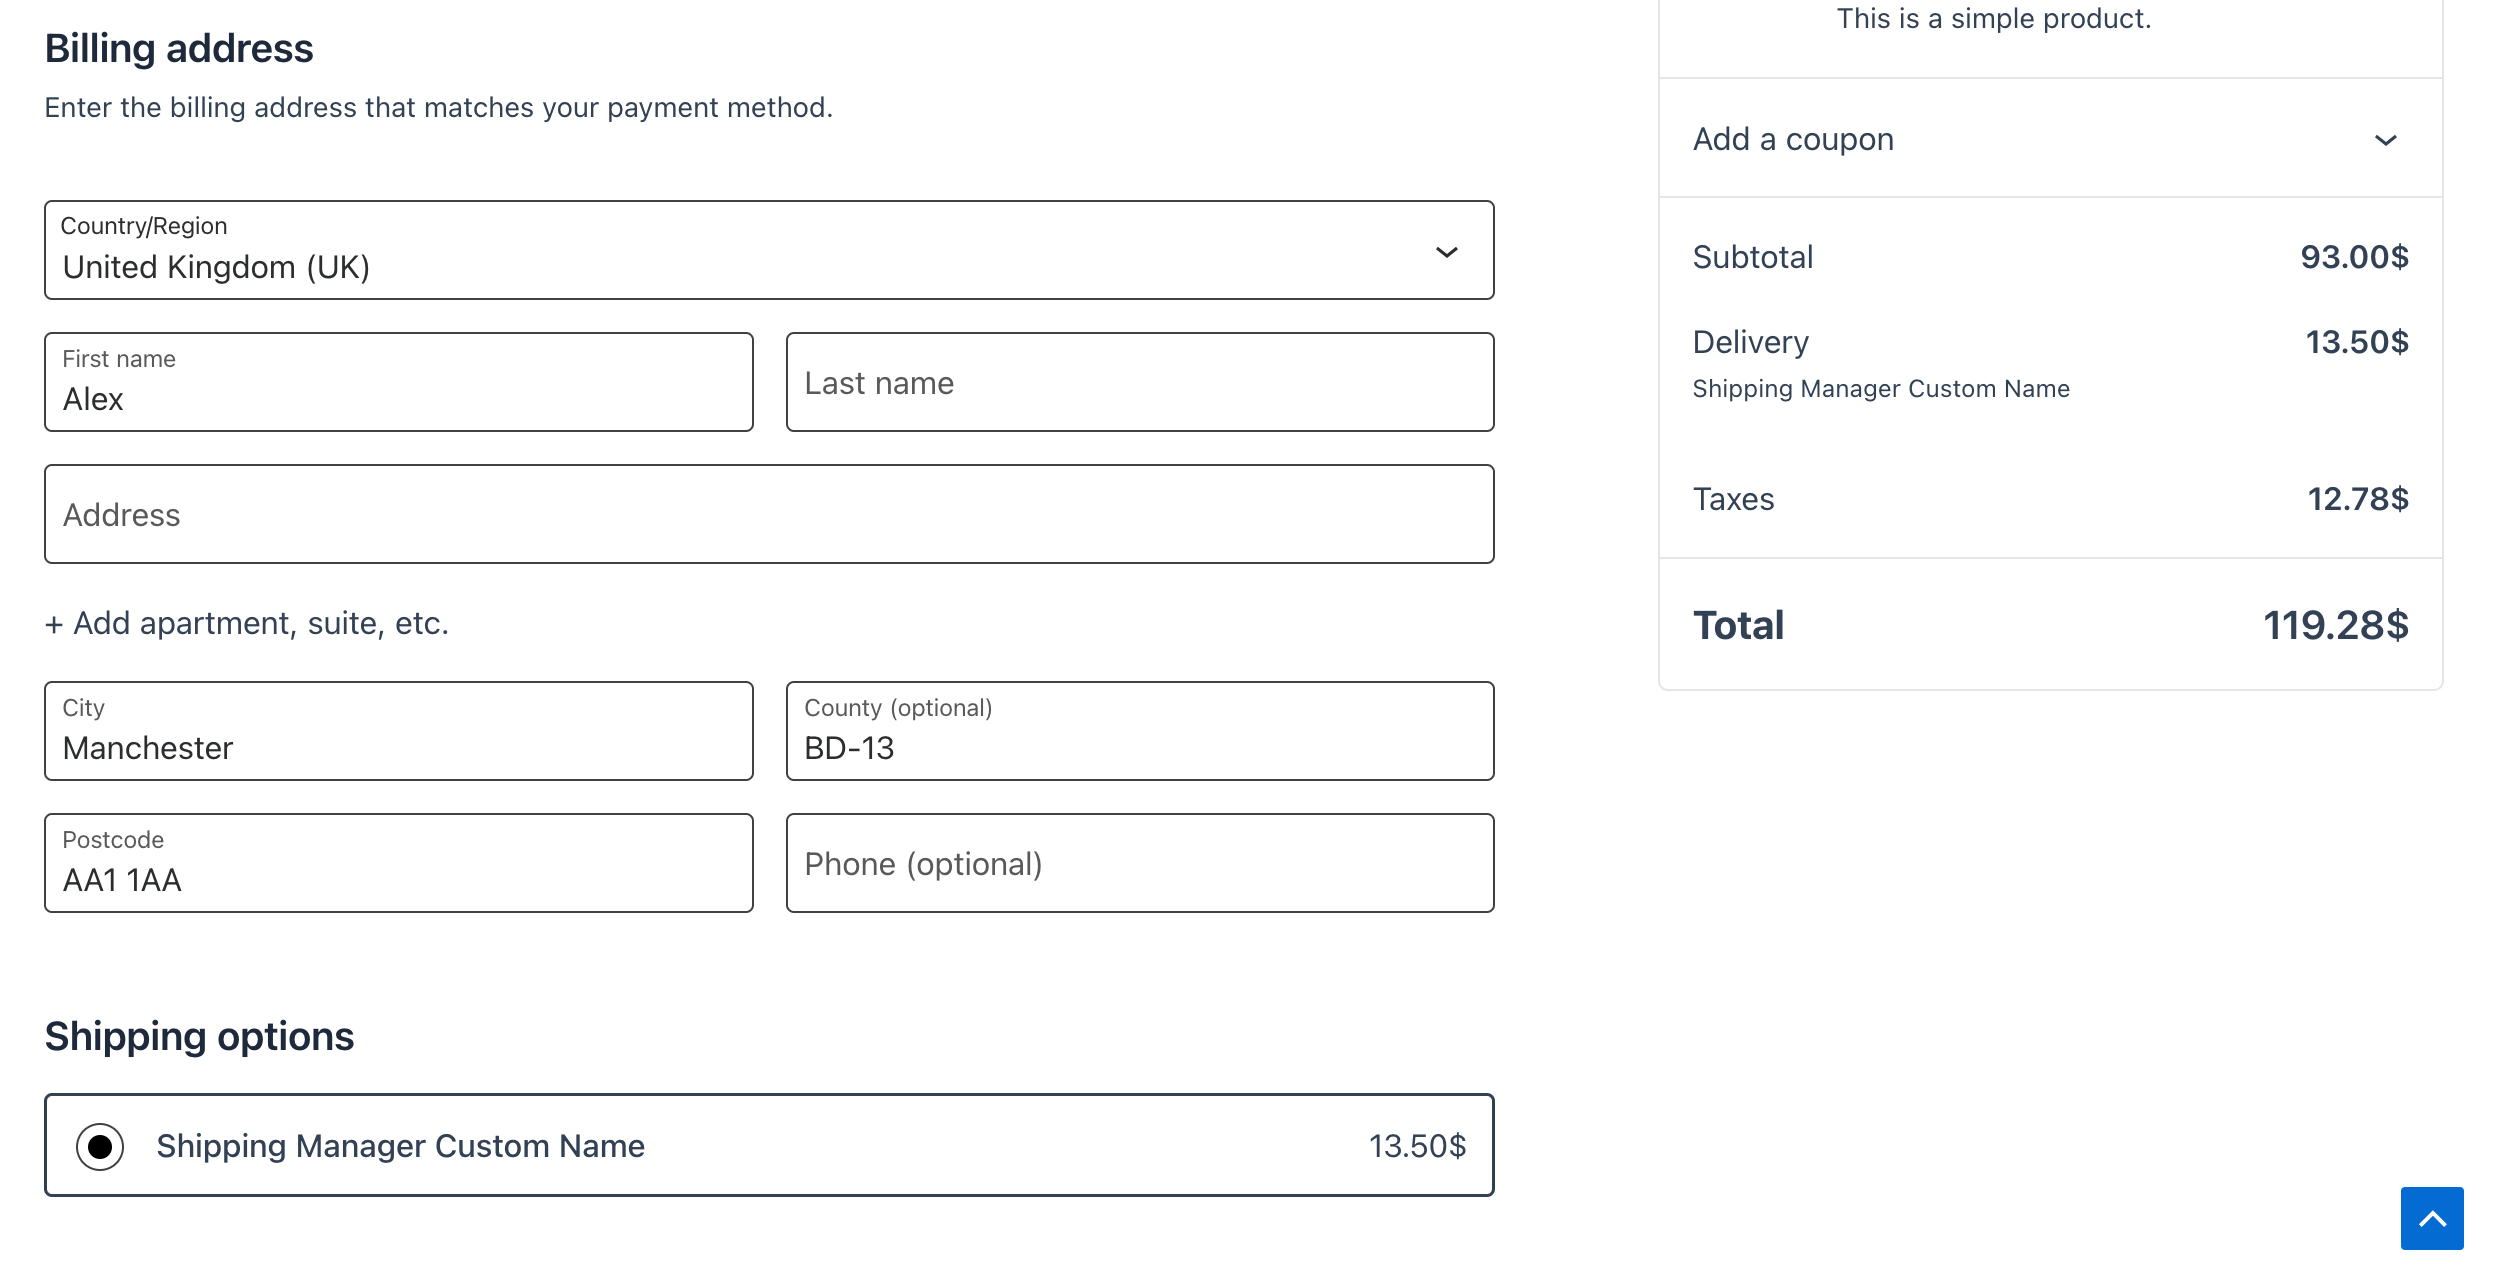 Billing address
Enter the billing address that matches your payment method.
Country/Region
United Kingdom (UK)
First name
Alex
Last name
Address
+ Add apartment, suite, etc.
City
Manchester
County (optional)
BD-13
Postcode
AA1 1AA
Phone (optional)
Shipping options
Shipping Manager Custom Name 13.50$
This is a simple product.
Add a coupon
Subtotal 93.00$
Delivery 13.50$
Shipping Manager Custom Name
Taxes 12.78$
Total 119.28$